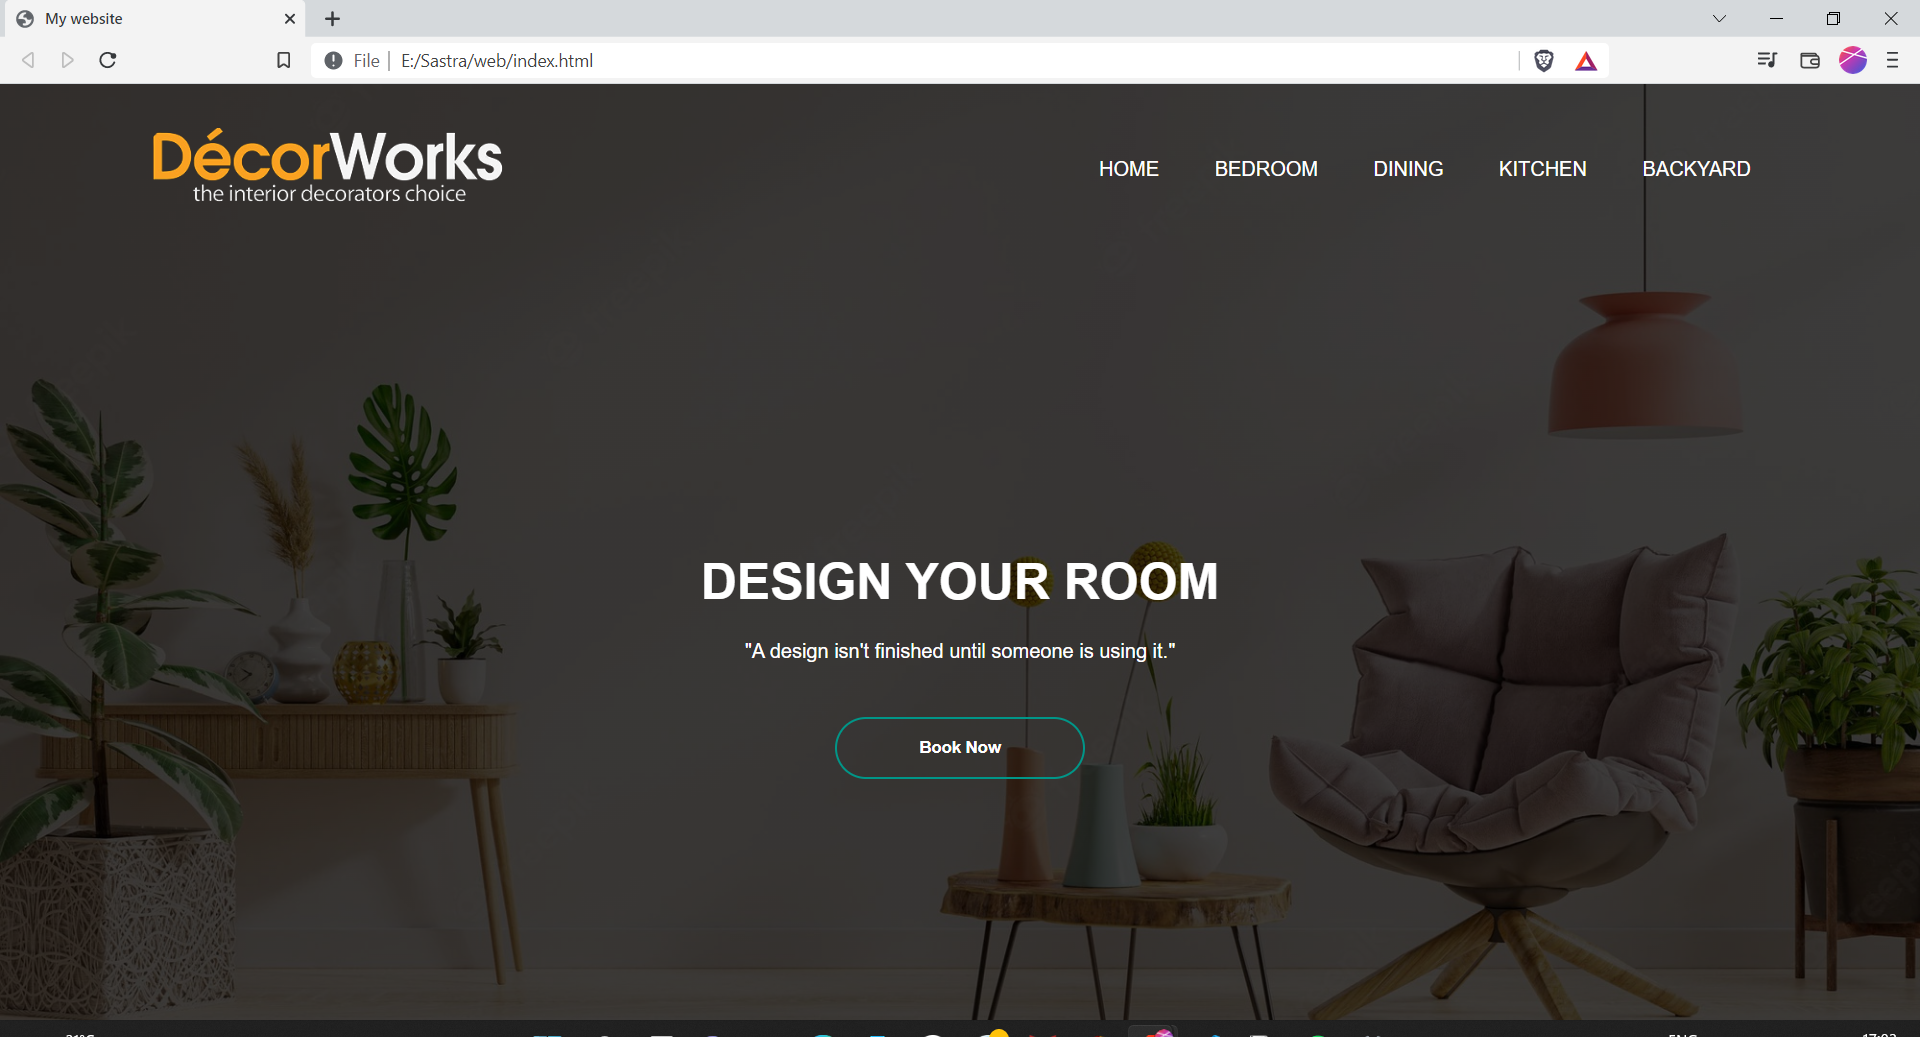 My website
File
E:/Sastra/web/index.html
DécorWorks
the interior decorators choice
HOME
BEDROOM
DINING
KITCHEN
BACKYARD
DESIGN YOUR ROOM
"A design isn't finished until someone is using it."
Book Now